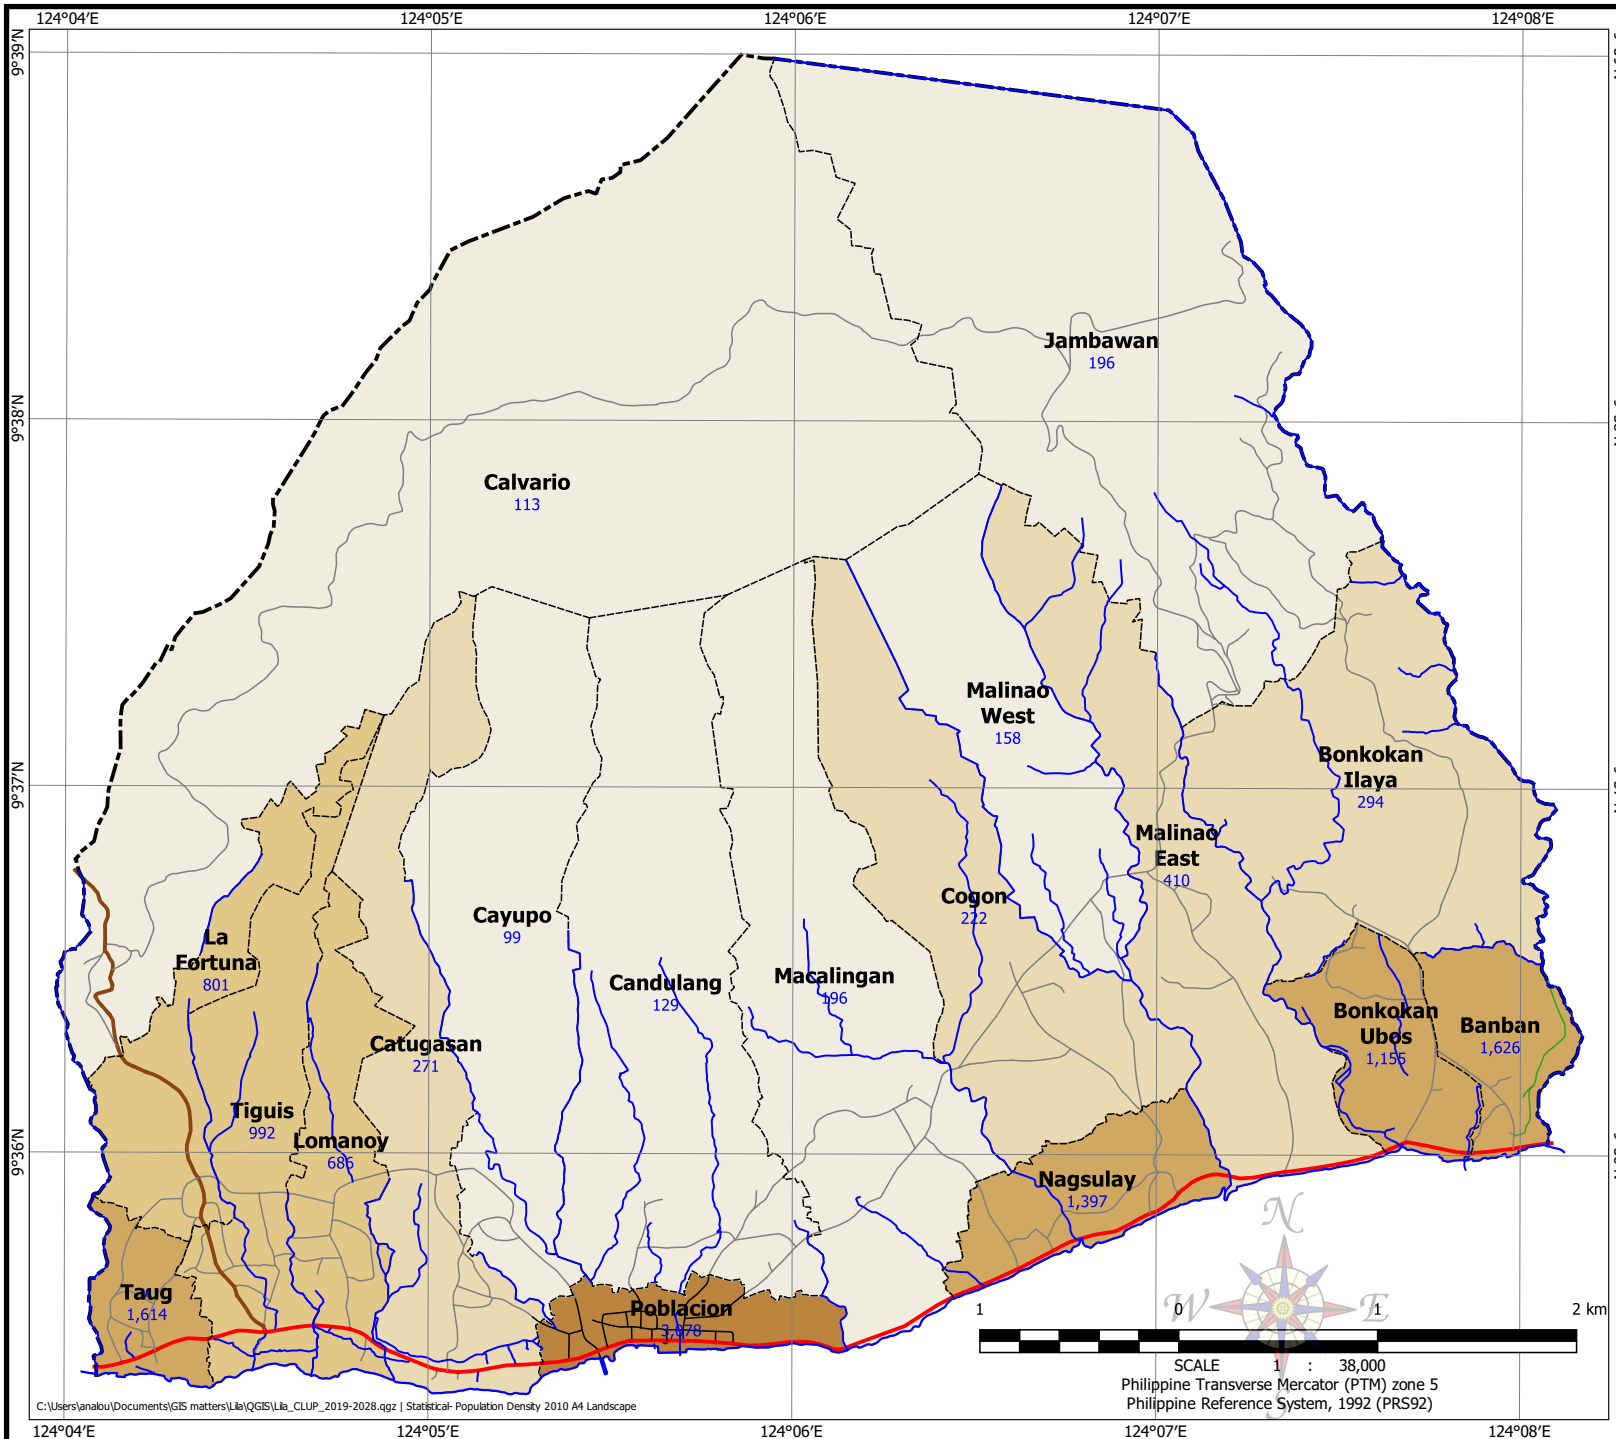 124°04'E 124°05'E 124°06'E 124°07'E 124°08'E
9°39'N
Jambawan
196
9°38'N
Calvario
113
Malinao
West
158
Bonkokan
Ilaya
294
9°37'N
Malinao
East
410
Cogon
222
Cayupo
99
La
Fortuna
801
Candulang
129
Macalingan
196
Bonkokan
Ubos
1,155
Banban
1,626
Catugasan
271
Tiguis
992
Lomanoy
686
9°36'N
Nagsulay
1,397
N
W E
S
Taug
1,614
Poblacion
3,078
1 0 1 2 km
SCALE 1 : 38,000
Philippine Transverse Mercator (PTM) zone 5
Philippine Reference System, 1992 (PRS92)
C:\Users\analou\Documents\GIS matters\Lila\QGIS\Lila_CLUP_2019-2028.qgz | Statistical- Population Density 2010 A4 Landscape
124°04'E 124°05'E 124°06'E 124°07'E 124°08'E